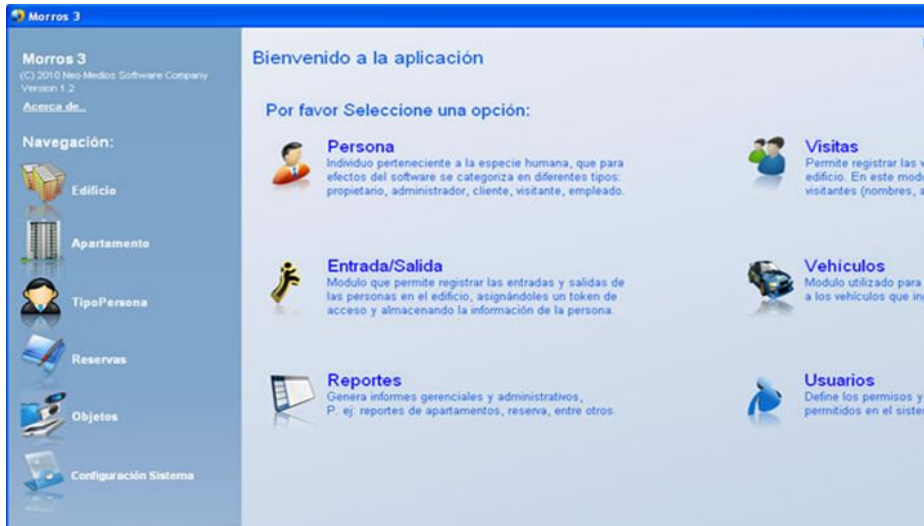 Morros 3
Morros 3
(C) 2010 Neo Medios Software Company
Version 1.2
Acerca de..
Navegación:
Edificio
Apartamento
TipoPersona
Reservas
Objetos
Configuración Sistema
Bienvenido a la aplicación
Por favor Seleccione una opción:
Persona
Individuo perteneciente a la especie humana, que para
efectos del software se categoriza en diferentes tipos:
propietario, administrador, cliente, visitante, empleado.
Visitas
Permite registrar las
edificio. En este
visitantes (nombres,
Entrada/Salida
Modulo que permite registrar las entradas y salidas de
las personas en el edificio, asignándoles un token de
acceso y almacenando la información de la persona.
Vehículos
Modulo utilizado para
a los vehículos que
Reportes
Genera informes gerenciales y administrativos,
P. ej: reportes de apartamentos, reserva, entre otros.
Usuarios
Define los permisos y
permitidos en el